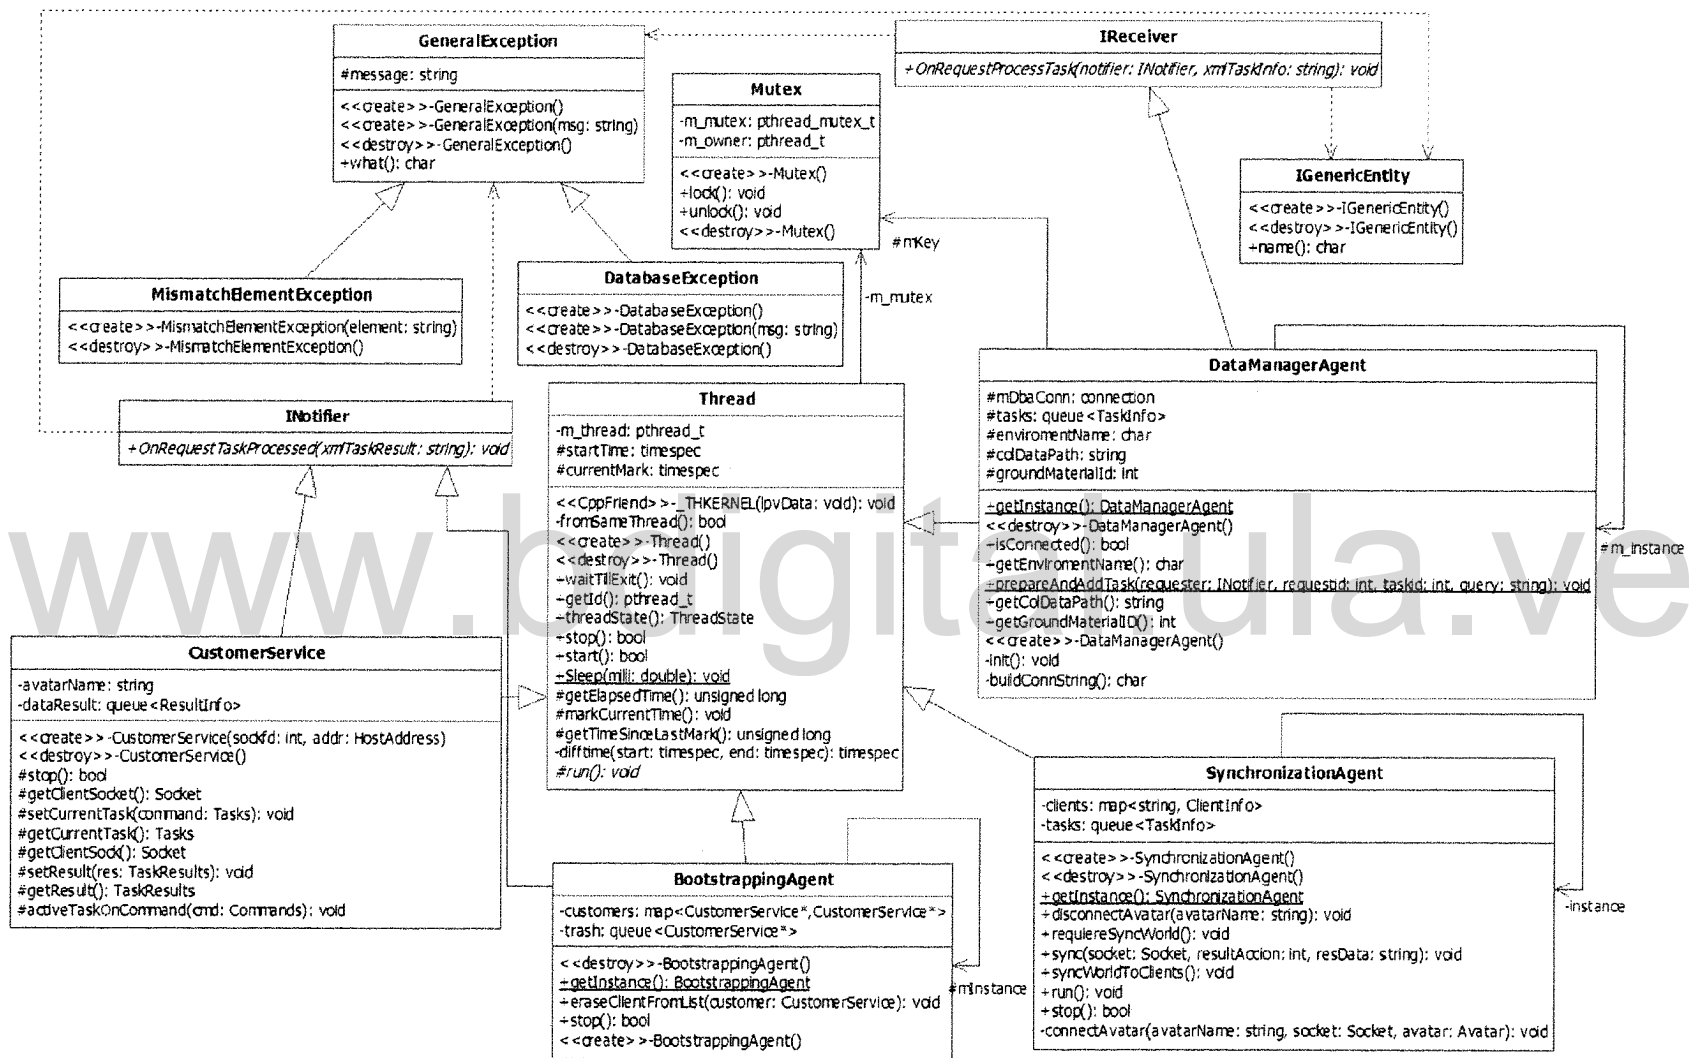 GeneralException
#message: string
<<create>>-GeneralException()
<<create>>-GeneralException(msg: string)
<<destroy>>-GeneralException()
+what(): char
IReceiver
+OnRequestProcessTask(notifier: INotifier, xmlTaskInfo: string): void
Mutex
-m_mutex: pthread_mutex_t
-m_owner: pthread_t
<<create>>-Mutex()
+lock(): void
+unlock(): void
<<destroy>>-Mutex()
IGenericEntity
<<create>>-IGenericEntity()
<<destroy>>-IGenericEntity()
+name(): char
#mKey
-m_mutex
MismatchElementException
<<create>>-MismatchElementException(element: string)
<<destroy>>-MismatchElementException()
DatabaseException
<<create>>-DatabaseException()
<<create>>-DatabaseException(msg: string)
<<destroy>>-DatabaseException()
INotifier
+OnRequestTaskProcessed(xmlTaskResult: string): void
Thread
-m_thread: pthread_t
#startTime: timespec
#currentMark: timespec
<<CppFriend>>-_THKERNEL(lpvData: void): void
-fromSameThread(): bool
<<create>>-Thread()
<<destroy>>-Thread()
+waitTillExit(): void
+getId(): pthread_t
+threadState(): ThreadState
+stop(): bool
+start(): bool
+Sleep(mili: double): void
#getElapsedTime(): unsigned long
#markCurrentTime(): void
#getTimeSinceLastMark(): unsigned long
-difftime(start: timespec, end: timespec): timespec
#run(): void
DataManagerAgent
#mDbaConn: connection
#tasks: queue<TaskInfo>
#enviromentName: char
#colDataPath: string
#groundMaterialId: int
+getInstance(): DataManagerAgent
<<destroy>>-DataManagerAgent()
+isConnected(): bool
+getEnviromentName(): char
+prepareAndAddTask(requester: INotifier, requestid: int, taskid: int, query: string): void
+getColDataPath(): string
+getGroundMaterialID(): int
<<create>>-DataManagerAgent()
-init(): void
-buildConnString(): char
#m_instance
www.bdigital.ula.ve
CustomerService
-avatarName: string
-dataResult: queue<ResultInfo>
<<create>>-CustomerService(sockfd: int, addr: HostAddress)
<<destroy>>-CustomerService()
#stop(): bool
#getClientSocket(): Socket
#setCurrentTask(command: Tasks): void
#getCurrentTask(): Tasks
#getClientSock(): Socket
#setResult(res: TaskResults): void
#getResult(): TaskResults
#activeTaskOnCommand(cmd: Commands): void
BootstrappingAgent
-customers: map<CustomerService*,CustomerService*>
-trash: queue<CustomerService*>
<<destroy>>-BootstrappingAgent()
+getInstance(): BootstrappingAgent
+eraseClientFromList(customer: CustomerService): void
+stop(): bool
<<create>>-BootstrappingAgent()
#mInstance
SynchronizationAgent
-clients: map<string, ClientInfo>
-tasks: queue<TaskInfo>
<<create>>-SynchronizationAgent()
<<destroy>>-SynchronizationAgent()
+getInstance(): SynchronizationAgent
+disconnectAvatar(avatarName: string): void
+requiereSyncWorld(): void
+sync(socket: Socket, resultAccion: int, resData: string): void
+syncWorldToClients(): void
+run(): void
+stop(): bool
-connectAvatar(avatarName: string, socket: Socket, avatar: Avatar): void
-instance